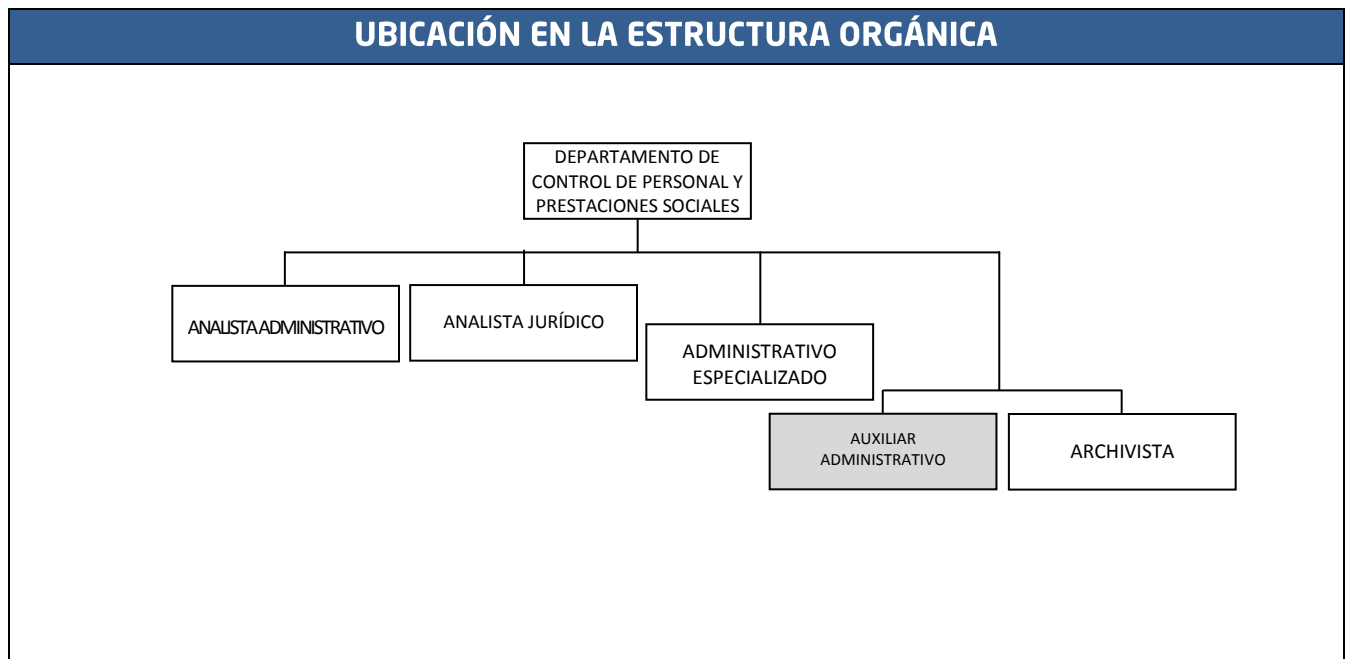 UBICACIÓN EN LA ESTRUCTURA ORGÁNICA
DEPARTAMENTO DE
CONTROL DE PERSONAL Y
PRESTACIONES SOCIALES
ANALISTA ADMINISTRATIVO
ANALISTA JURÍDICO
ADMINISTRATIVO
ESPECIALIZADO
AUXILIAR
ADMINISTRATIVO
ARCHIVISTA